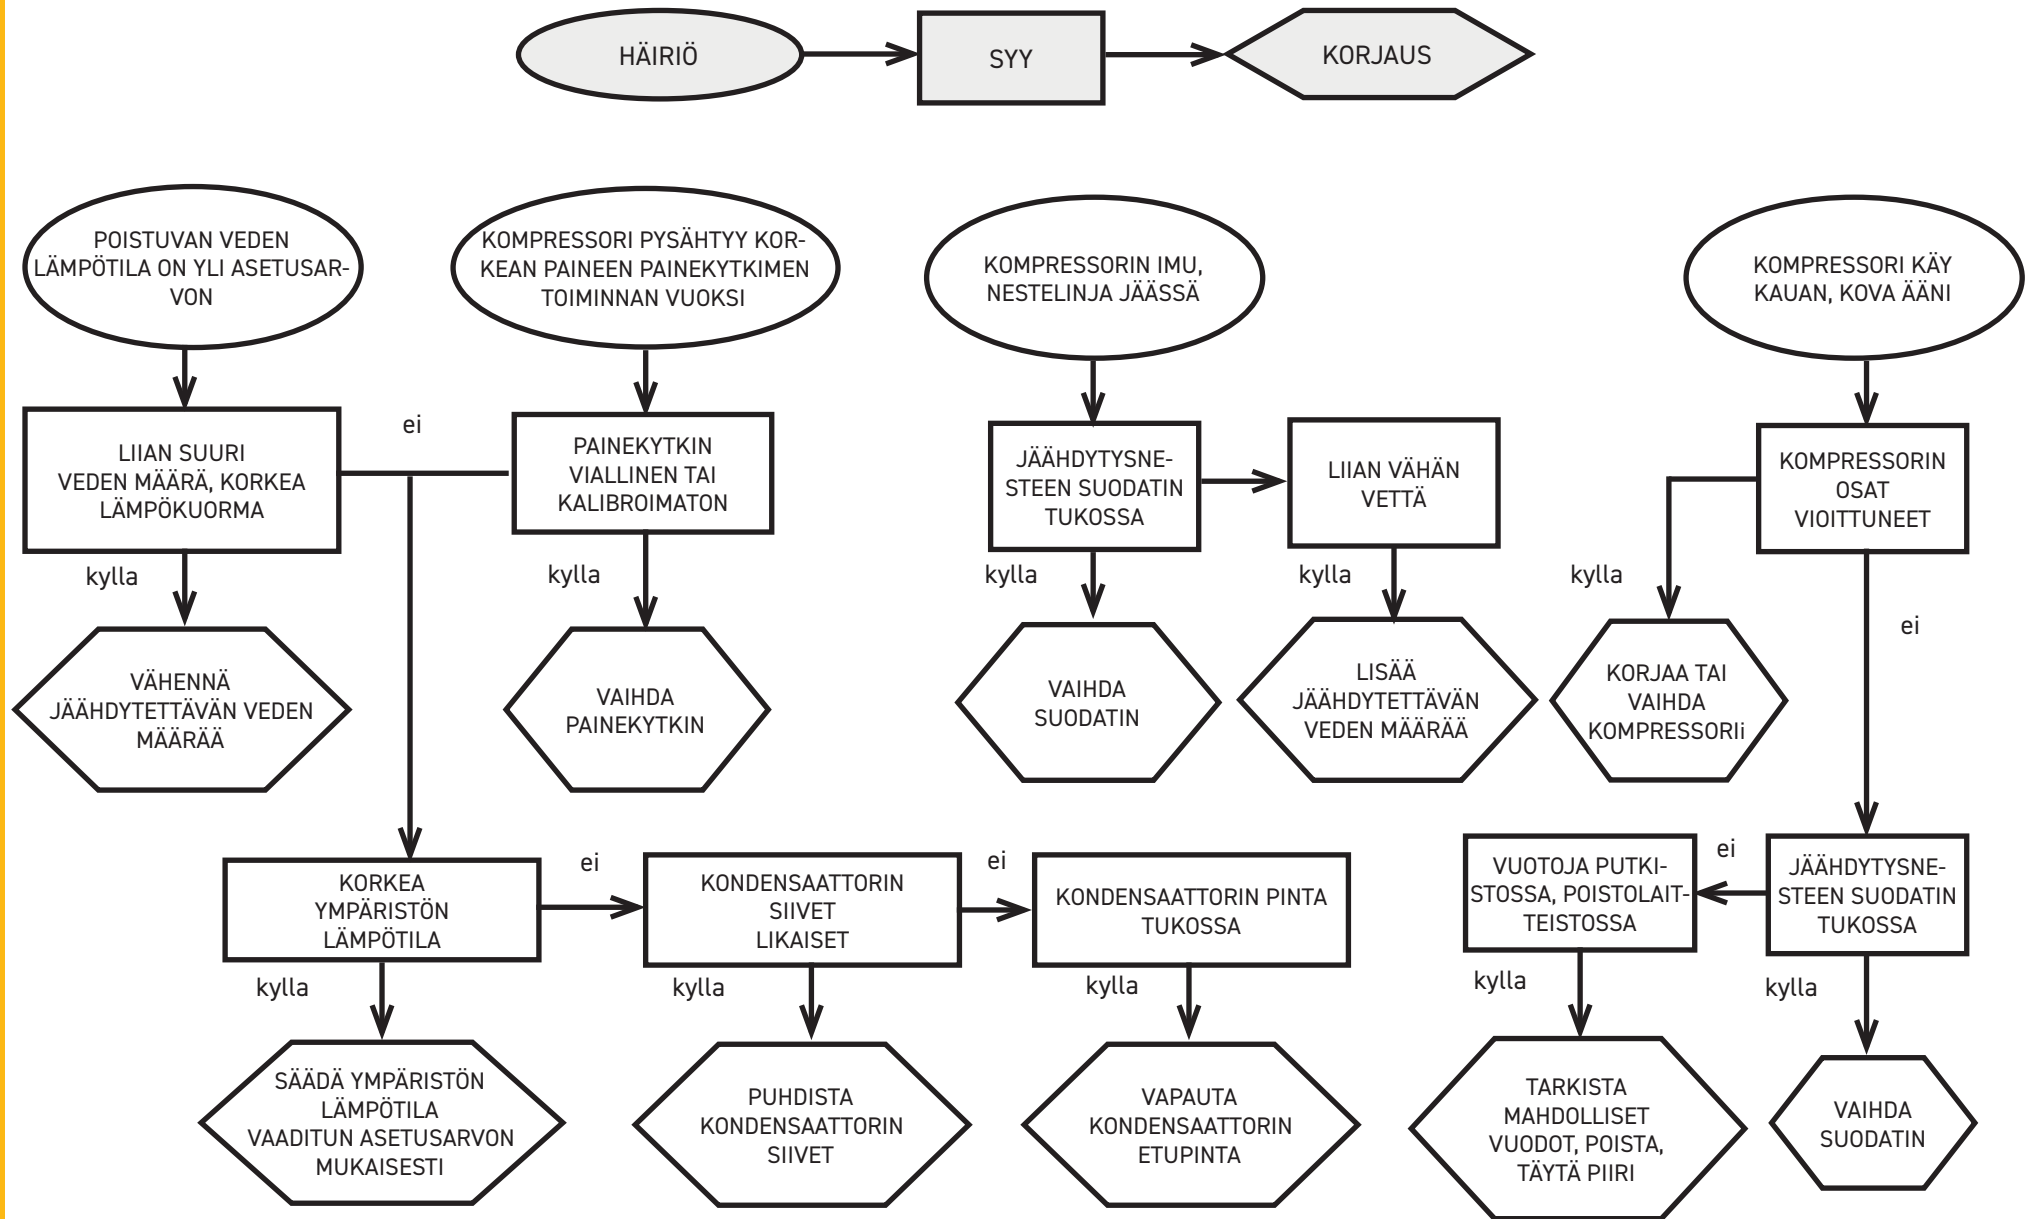 HÄIRIÖ
SYY
KORJAUS
POISTUVAN VEDEN
LÄMPÖTILA ON YLI ASETUSAR-
VON
KOMPRESSORI PYSÄHTYY KOR-
KEAN PAINEEN PAINEKYTKIMEN
TOIMINNAN VUOKSI
KOMPRESSORIN IMU,
NESTELINJA JÄÄSSÄ
KOMPRESSORI KÄY
KAUAN, KOVA ÄÄNI
LIIAN SUURI
VEDEN MÄÄRÄ, KORKEA
LÄMPÖKUORMA
ei
PAINEKYTKIN
VIALLINEN TAI
KALIBROIMATON
JÄÄHDYTYSNE-
STEEN SUODATIN
TUKOSSA
LIIAN VÄHÄN
VETTÄ
KOMPRESSORIN
OSAT
VIOITTUNEET
kylla
kylla
kylla
kylla
kylla
ei
VÄHENNÄ
JÄÄHDYTETTÄVÄN VEDEN
MÄÄRÄÄ
VAIHDA
PAINEKYTKIN
VAIHDA
SUODATIN
LISÄÄ
JÄÄHDYTETTÄVÄN
VEDEN MÄÄRÄÄ
KORJAA TAI
VAIHDA
KOMPRESSORIi
KORKEA
YMPÄRISTÖN
LÄMPÖTILA
ei
KONDENSAATTORIN
SIIVET
LIKAISET
ei
KONDENSAATTORIN PINTA
TUKOSSA
VUOTOJA PUTKI-
STOSSA, POISTOLAIT-
TEISTOSSA
ei
JÄÄHDYTYSNE-
STEEN SUODATIN
TUKOSSA
kylla
kylla
kylla
kylla
kylla
SÄÄDÄ YMPÄRISTÖN
LÄMPÖTILA
VAADITUN ASETUSARVON
MUKAISESTI
PUHDISTA
KONDENSAATTORIN
SIIVET
VAPAUTA
KONDENSAATTORIN
ETUPINTA
TARKISTA
MAHDOLLISET
VUODOT, POISTA,
TÄYTÄ PIIRI
VAIHDA
SUODATIN